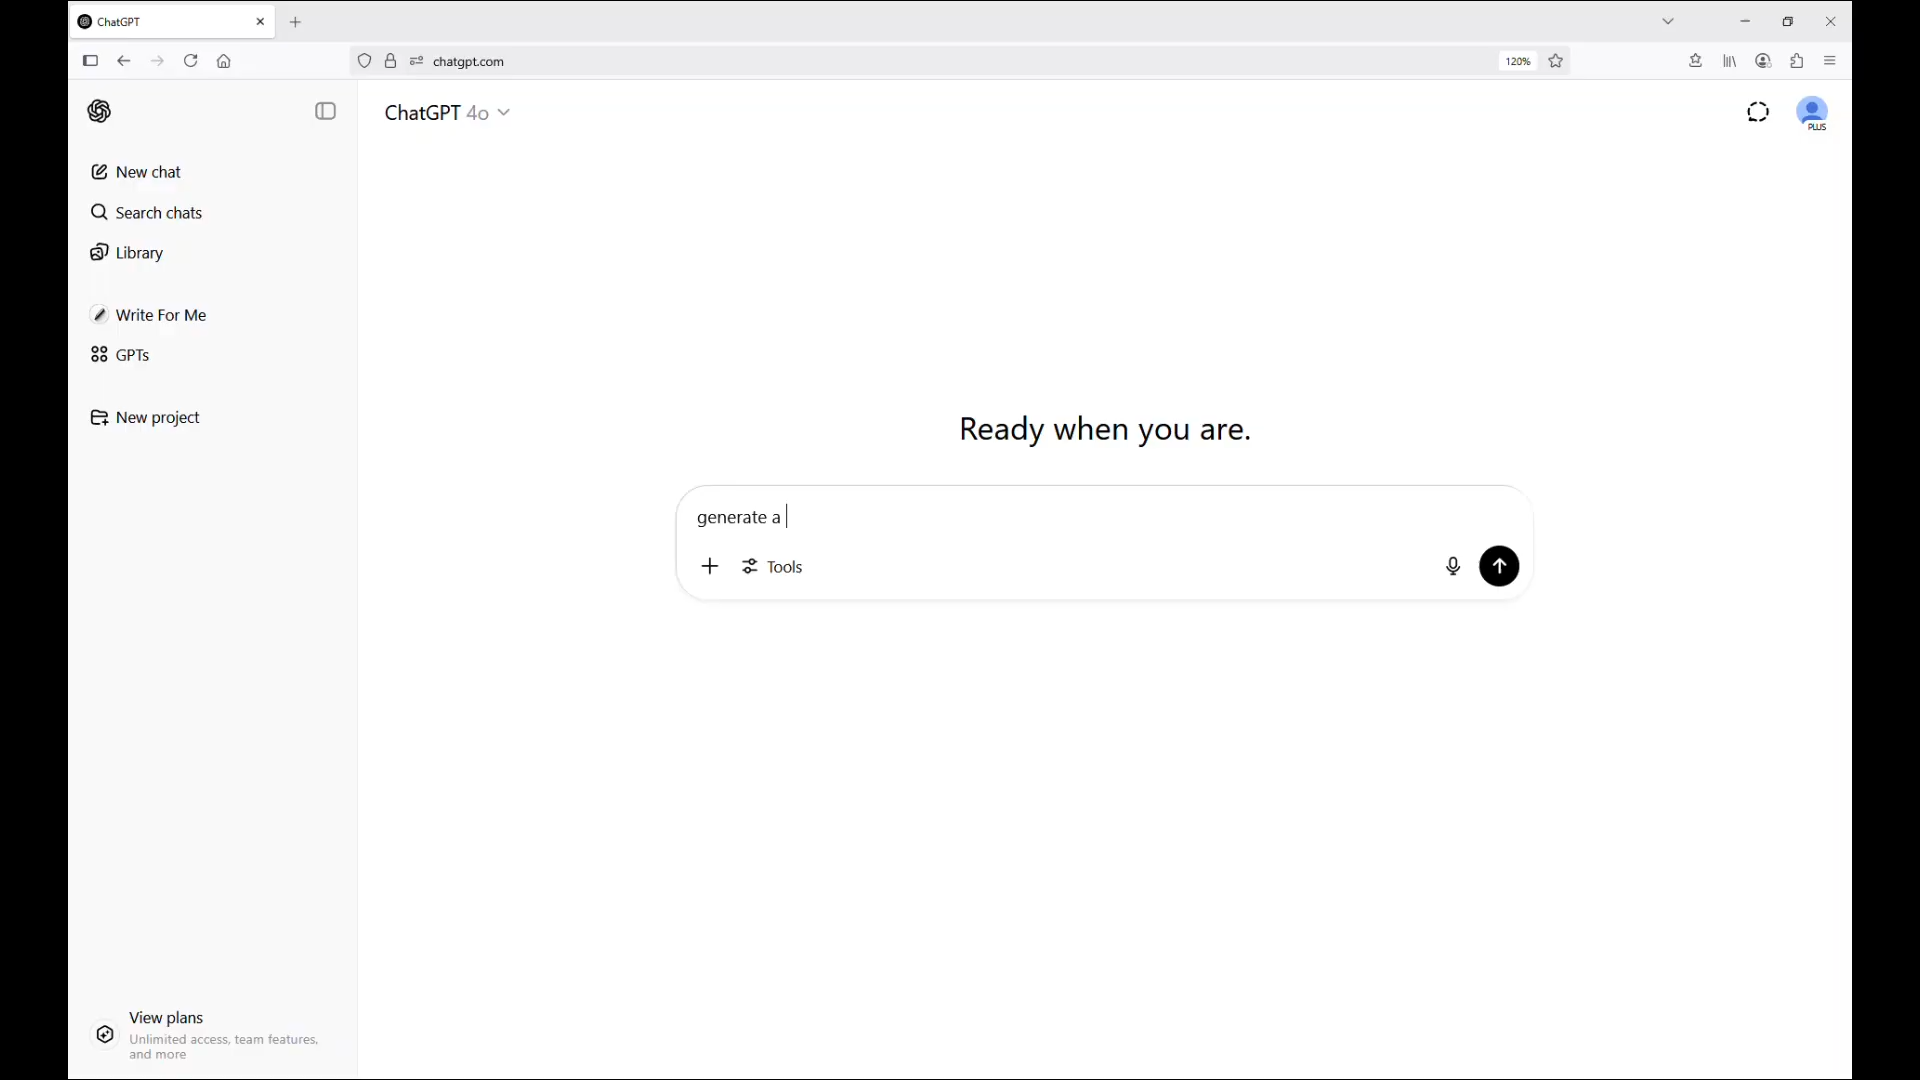 ChatGPT
chatgpt.com
120%
ChatGPT 4o
PLUS
New chat
Search chats
Library
Write For Me
GPTs
New project
Ready when you are.
generate a
Tools
View plans
Unlimited access, team features,
and more